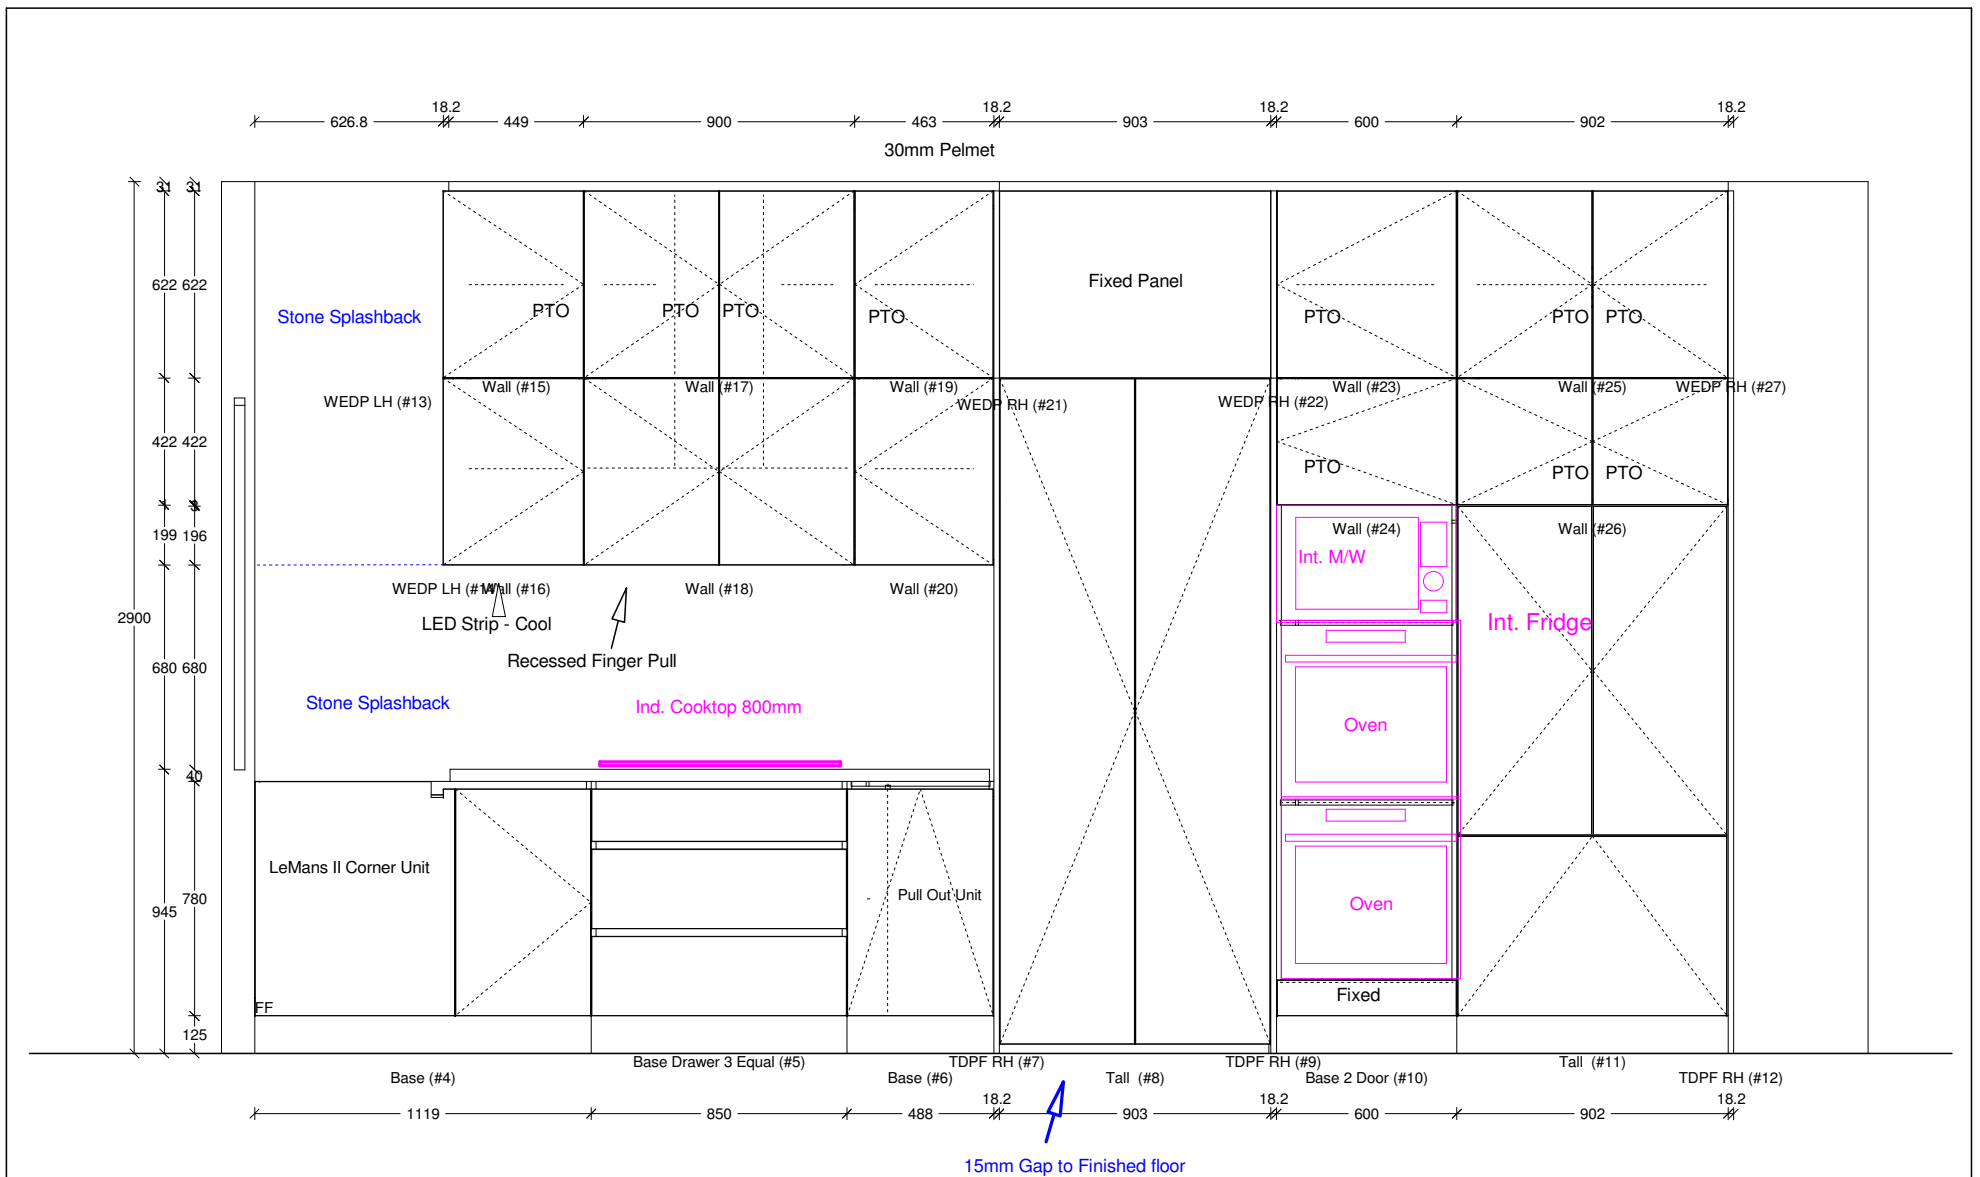 18.2 18.2 18.2 18.2
626.8 449 900 463 903 600 902
30mm Pelmet
31 31
Fixed Panel
622 622
Stone Splashback
PTO PTO PTO PTO PTO PTO PTO
Wall (#15) Wall (#17) Wall (#19) Wall (#23) Wall (#25) WEDP RH (#27)
WEDP LH (#13) WEDP RH (#21) WEDP RH (#22)
422 422
PTO PTO PTO
199 196
Wall (#24) Wall (#26)
Int. M/W
WEDP LH (#14 Wall (#16) Wall (#18) Wall (#20)
2900
LED Strip - Cool
Int. Fridge
Recessed Finger Pull
680 680
Stone Splashback
Ind. Cooktop 800mm
Oven
40
LeMans II Corner Unit
Pull Out Unit
780
945
Oven
Fixed
FF
125
Base Drawer 3 Equal (#5) TDPF RH (#7) TDPF RH (#9) Tall (#11)
Base (#4) Base (#6) Tall (#8) Base 2 Door (#10) TDPF RH (#12)
18.2 18.2 18.2
1119 850 488 903 600 902
15mm Gap to Finished floor